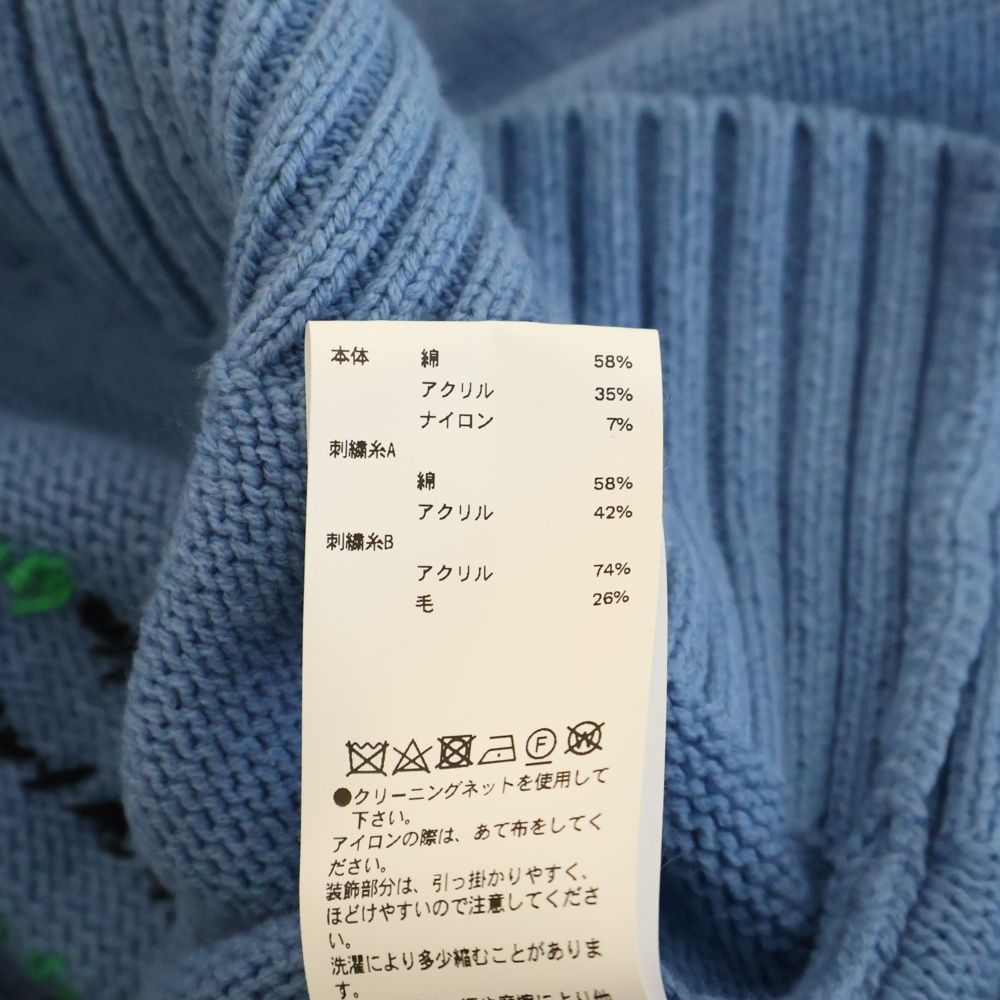 本体 綿 58%
アクリル 35%
ナイロン 7%
刺繍糸A
綿 58%
アクリル 42%
刺繍糸B
アクリル 74%
毛 26%
F W
●クリーニングネットを使用して
下さい。
アイロンの際は、あて布をしてく
ださい。
装飾部分は、引っ掛かりやすく、
ほどけやすいので注意してくださ
い。
洗濯により多少縮むことがありま
す。